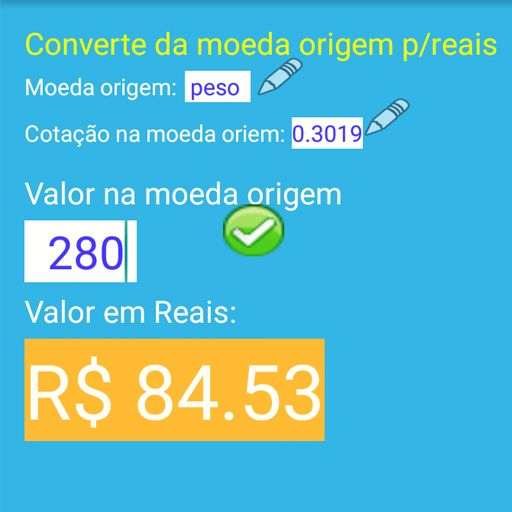 Converte da moeda origem p/reais
Moeda origem: peso
Cotação na moeda oriem: 0.3019
Valor na moeda origem
280
Valor em Reais:
R$ 84.53